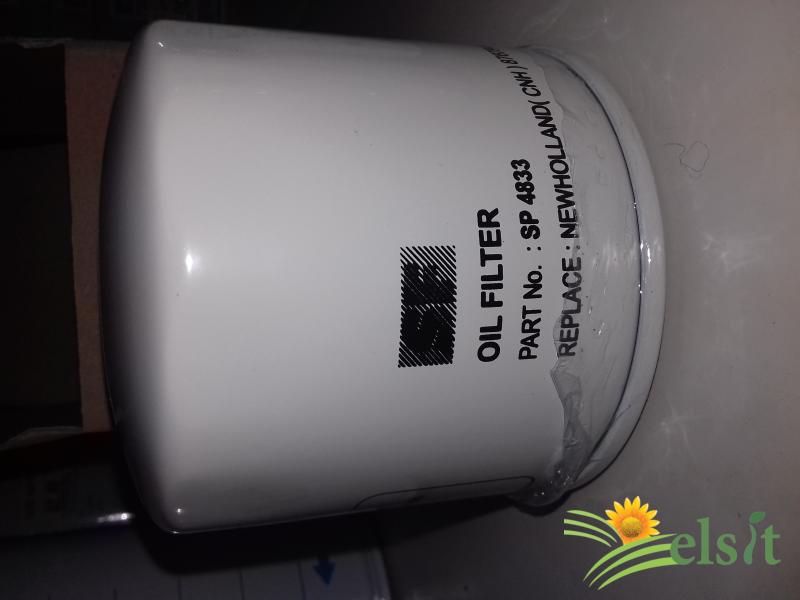 SF
OIL FILTER
PART No. : SP 4833
REPLACE : NEWHOLLAND( CNH )
elsit